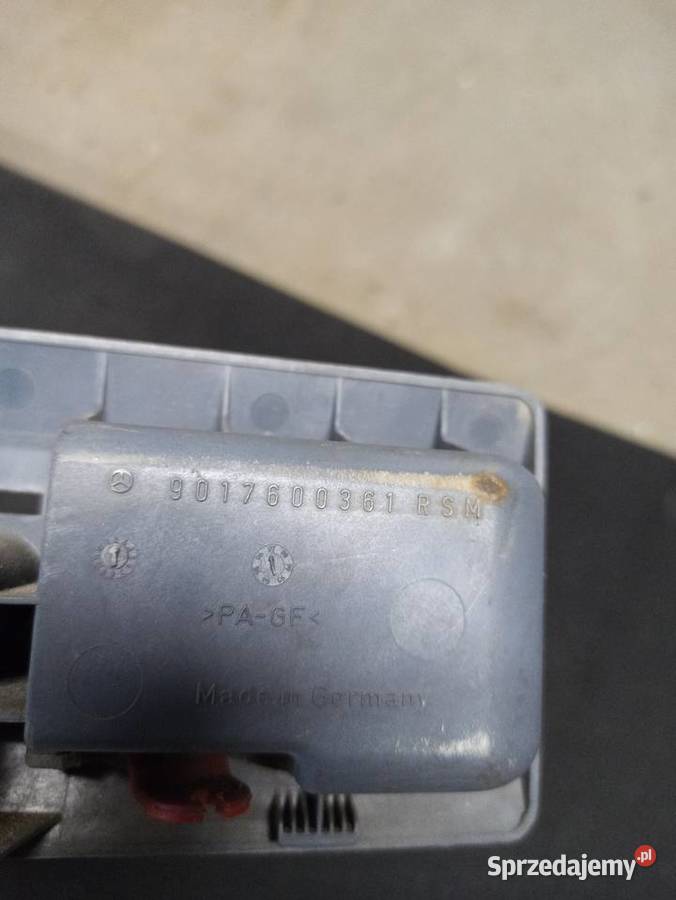 9017600361 RSM
>PA-GF<
Made in Germany
Sprzedajemy.pl